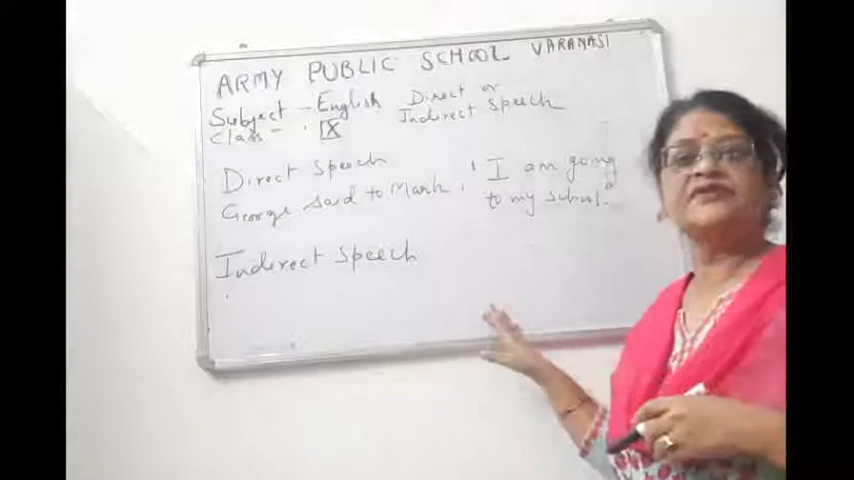 ARMY PUBLIC SCHOOL VARANASI
Subject - English Direct or
Class - IX Indirect Speech
Direct Speech
George said to Mark, "I am going
to my school."
Indirect Speech